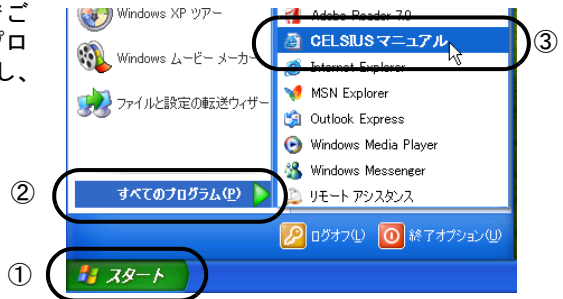 ご
プロ
し、
Windows XP ツアー
Windows ムービー メーカー
ファイルと設定の転送ウィザー
すべてのプログラム(P)
スタート
Adobe Reader 7.0
CELSIUS マニュアル
Internet Explorer
MSN Explorer
Outlook Express
Windows Media Player
Windows Messenger
リモート アシスタンス
ログオフ(L)
終了オプション(U)
①
②
③